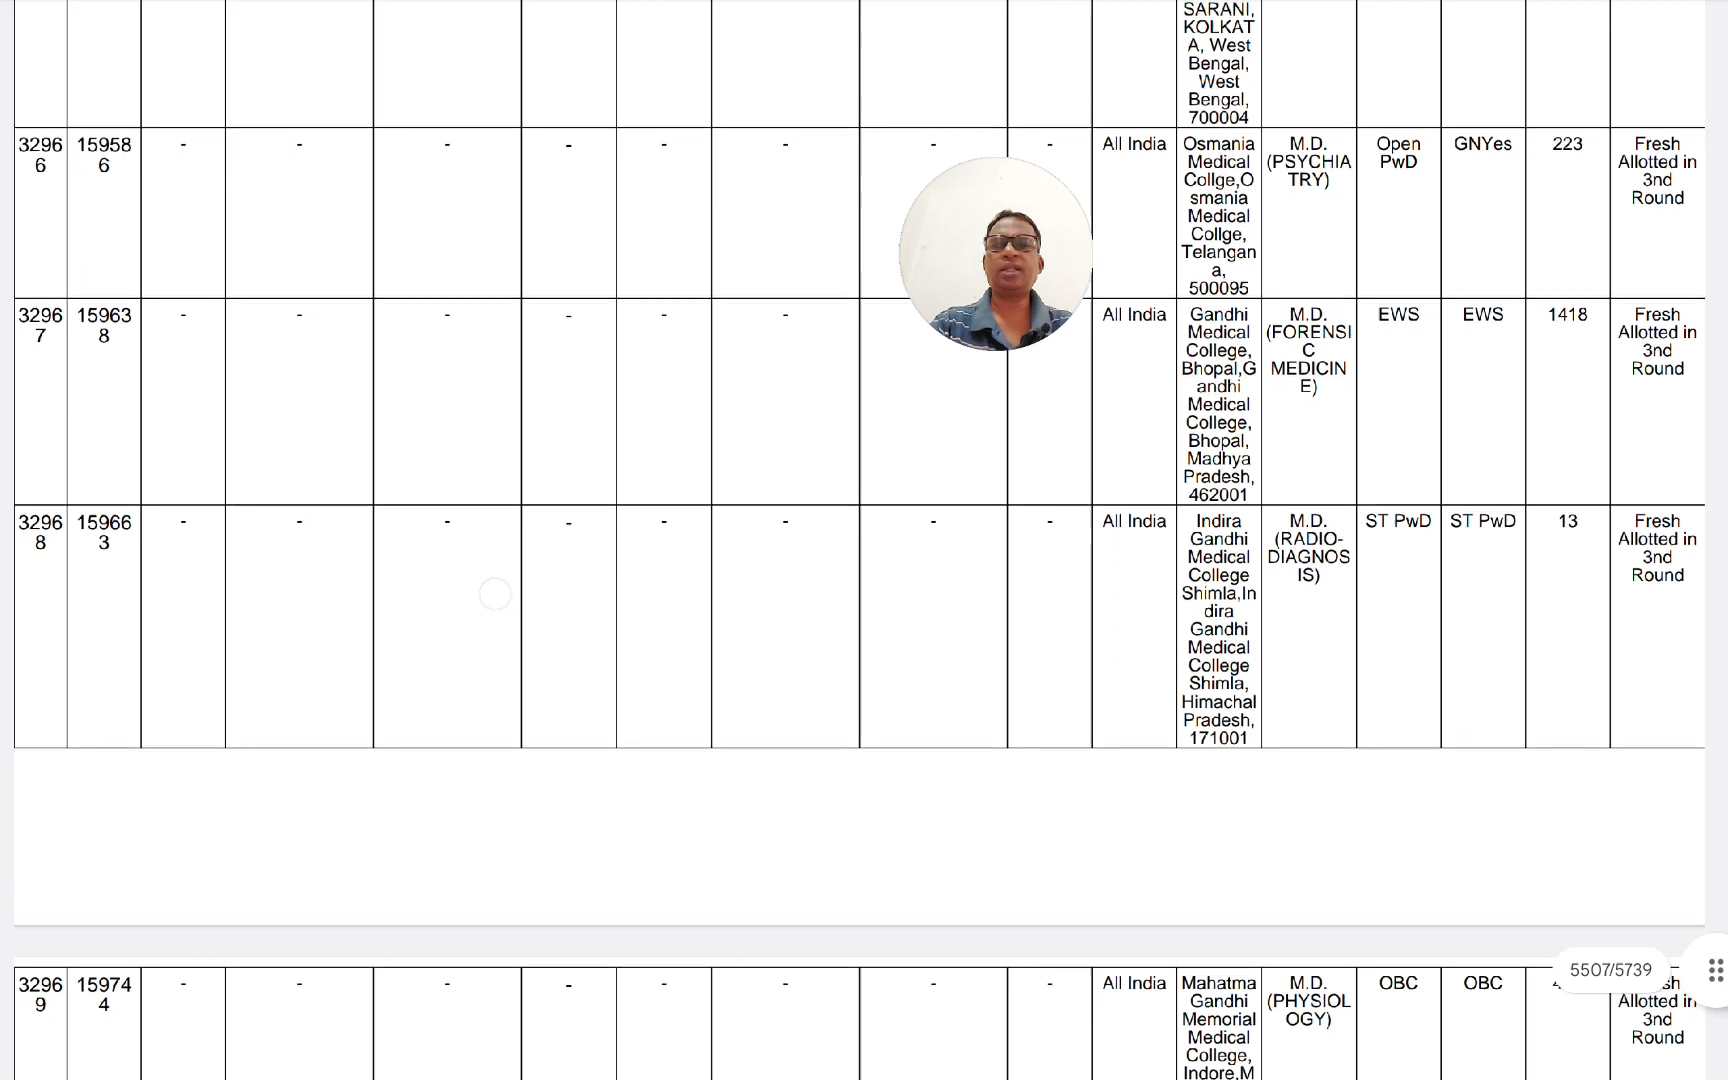 SARANI,
KOLKAT
A, West
Bengal,
West
Bengal,
700004
3296
6
15958
6
-
-
-
-
-
-
-
-
All India
Osmania
Medical
Collge,O
smania
Medical
Collge,
Telangan
a,
500095
M.D.
(PSYCHIA
TRY)
Open
PwD
GNYes
223
Fresh
Allotted in
3nd
Round
3296
7
15963
8
-
-
-
-
-
-
All India
Gandhi
Medical
College,
Bhopal,G
andhi
Medical
College,
Bhopal,
Madhya
Pradesh,
462001
M.D.
(FORENSI
C
MEDICIN
E)
EWS
EWS
1418
Fresh
Allotted in
3nd
Round
3296
8
15966
3
-
-
-
-
-
-
-
-
All India
Indira
Gandhi
Medical
College
Shimla,In
dira
Gandhi
Medical
College
Shimla,
Himachal
Pradesh,
171001
M.D.
(RADIO-
DIAGNOS
IS)
ST PwD
ST PwD
13
Fresh
Allotted in
3nd
Round
5507/5739
3296
9
15974
4
-
-
-
-
-
-
-
-
All India
Mahatma
Gandhi
Memorial
Medical
College,
Indore,M
M.D.
(PHYSIOL
OGY)
OBC
OBC
Allotted in
3nd
Round